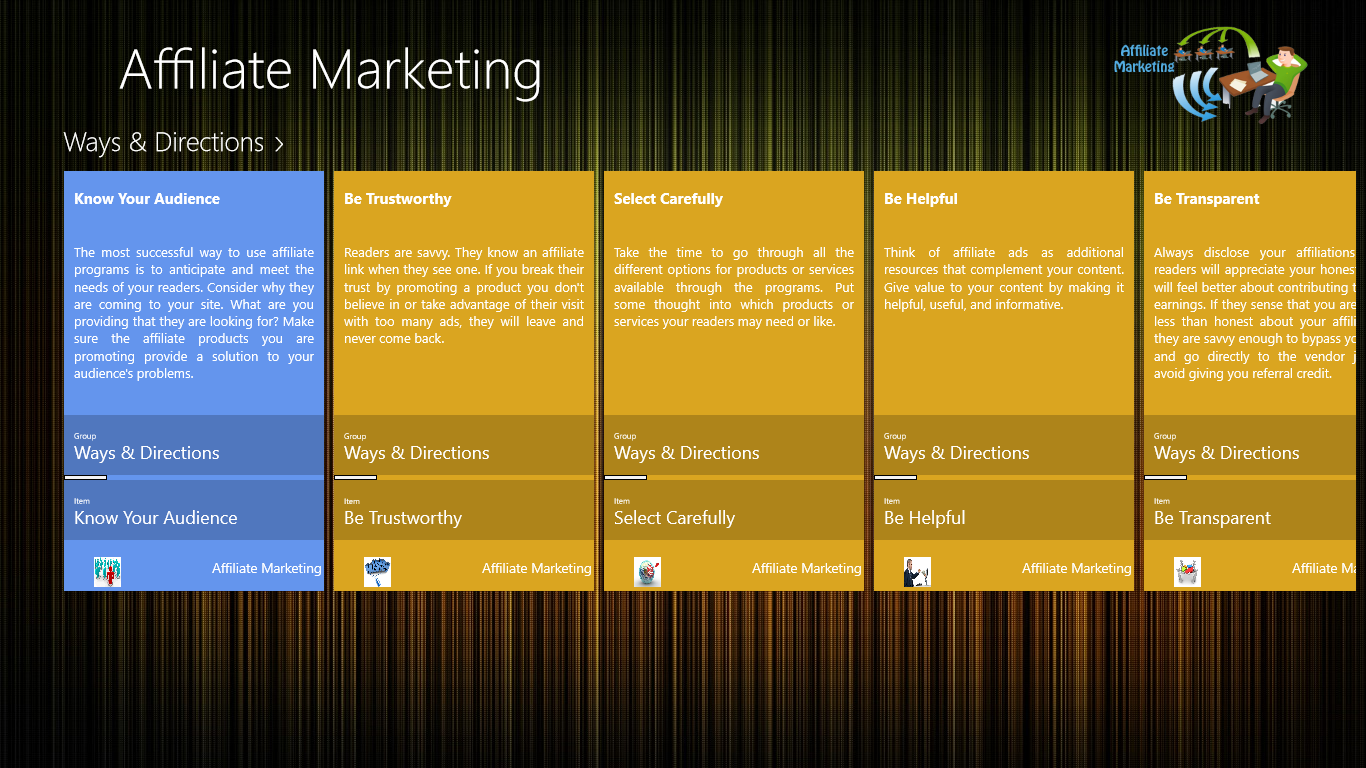 Affiliate Marketing
Affiliate
Marketing
Ways & Directions >
Know Your Audience
The most successful way to use affiliate
programs is to anticipate and meet the
needs of your readers. Consider why they
are coming to your site. What are you
providing that they are looking for? Make
sure the affiliate products you are
promoting provide a solution to your
audience's problems.
Group
Ways & Directions
Item
Know Your Audience
Affiliate Marketing
Be Trustworthy
Readers are savvy. They know an affiliate
link when they see one. If you break their
trust by promoting a product you don't
believe in or take advantage of their visit
with too many ads, they will leave and
never come back.
Group
Ways & Directions
Item
Be Trustworthy
Affiliate Marketing
Select Carefully
Take the time to go through all the
different options for products or services
available through the programs. Put
some thought into which products or
services your readers may need or like.
Group
Ways & Directions
Item
Select Carefully
Affiliate Marketing
Be Helpful
Think of affiliate ads as additional
resources that complement your content.
Give value to your content by making it
helpful, useful, and informative.
Group
Ways & Directions
Item
Be Helpful
Affiliate Marketing
Be Transparent
Always disclose your affiliations
readers will appreciate your
will feel better about contributing
earnings. If they sense that you are
less than honest about your
they are savvy enough to bypass
and go directly to the vendor
avoid giving you referral credit.
Group
Ways & Directions
Item
Be Transparent
Affiliate